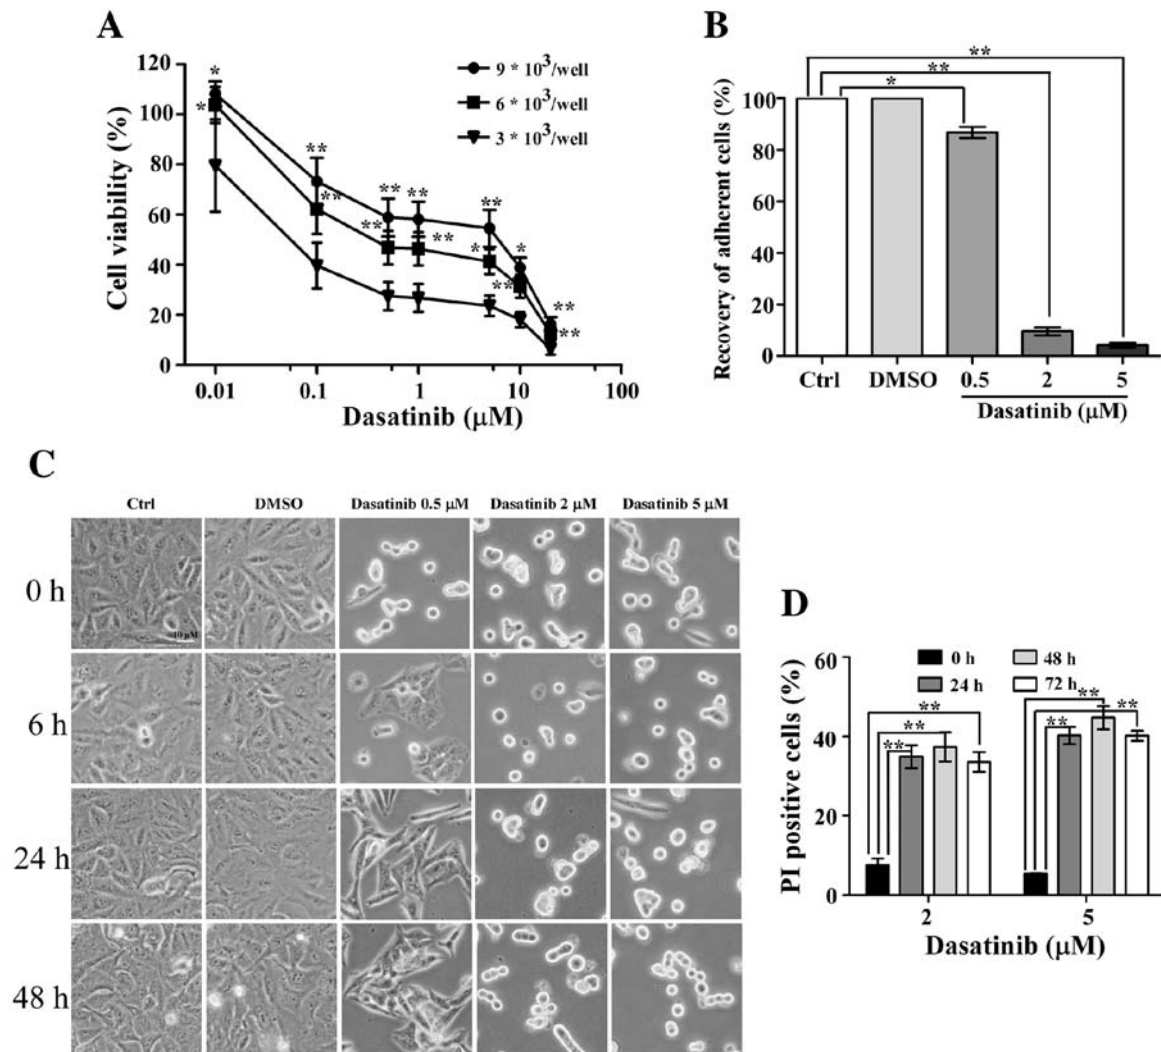 A
Cell viability (%)
120
100
80
60
40
20
0
0.01 0.1 1 10 100
Dasatinib (μM)
9 * 10³/well
6 * 10³/well
3 * 10³/well
*
*
**
**
**
**
**
**
**
*
*
**
**
**
B
Recovery of adherent cells (%)
100
80
60
40
20
0
**
**
*
Ctrl DMSO 0.5 2 5
Dasatinib (μM)
C
Ctrl DMSO Dasatinib 0.5 μM Dasatinib 2 μM Dasatinib 5 μM
0 h
10 μM
6 h
24 h
48 h
D
PI positive cells (%)
60
40
20
0
0 h 48 h
24 h 72 h
**
**
**
**
**
**
2 5
Dasatinib (μM)